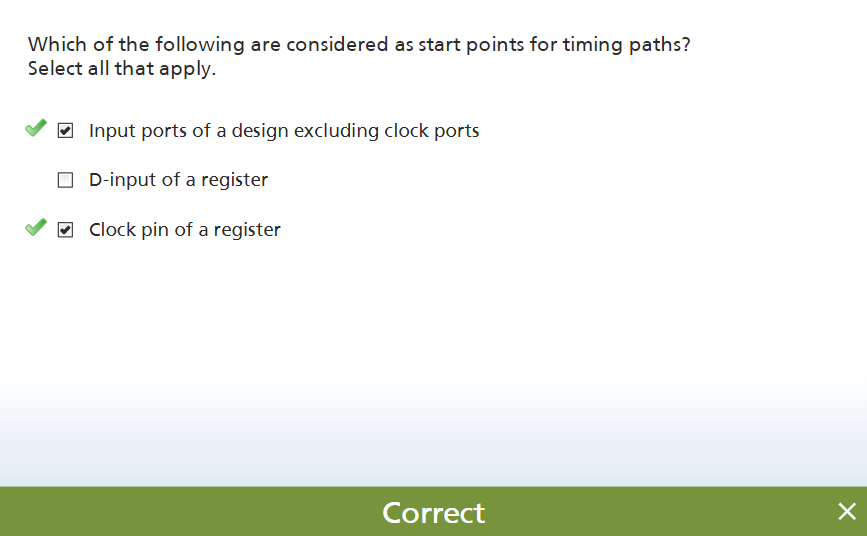 Which of the following are considered as start points for timing paths?
Select all that apply.
Input ports of a design excluding clock ports
D-input of a register
Clock pin of a register
Correct